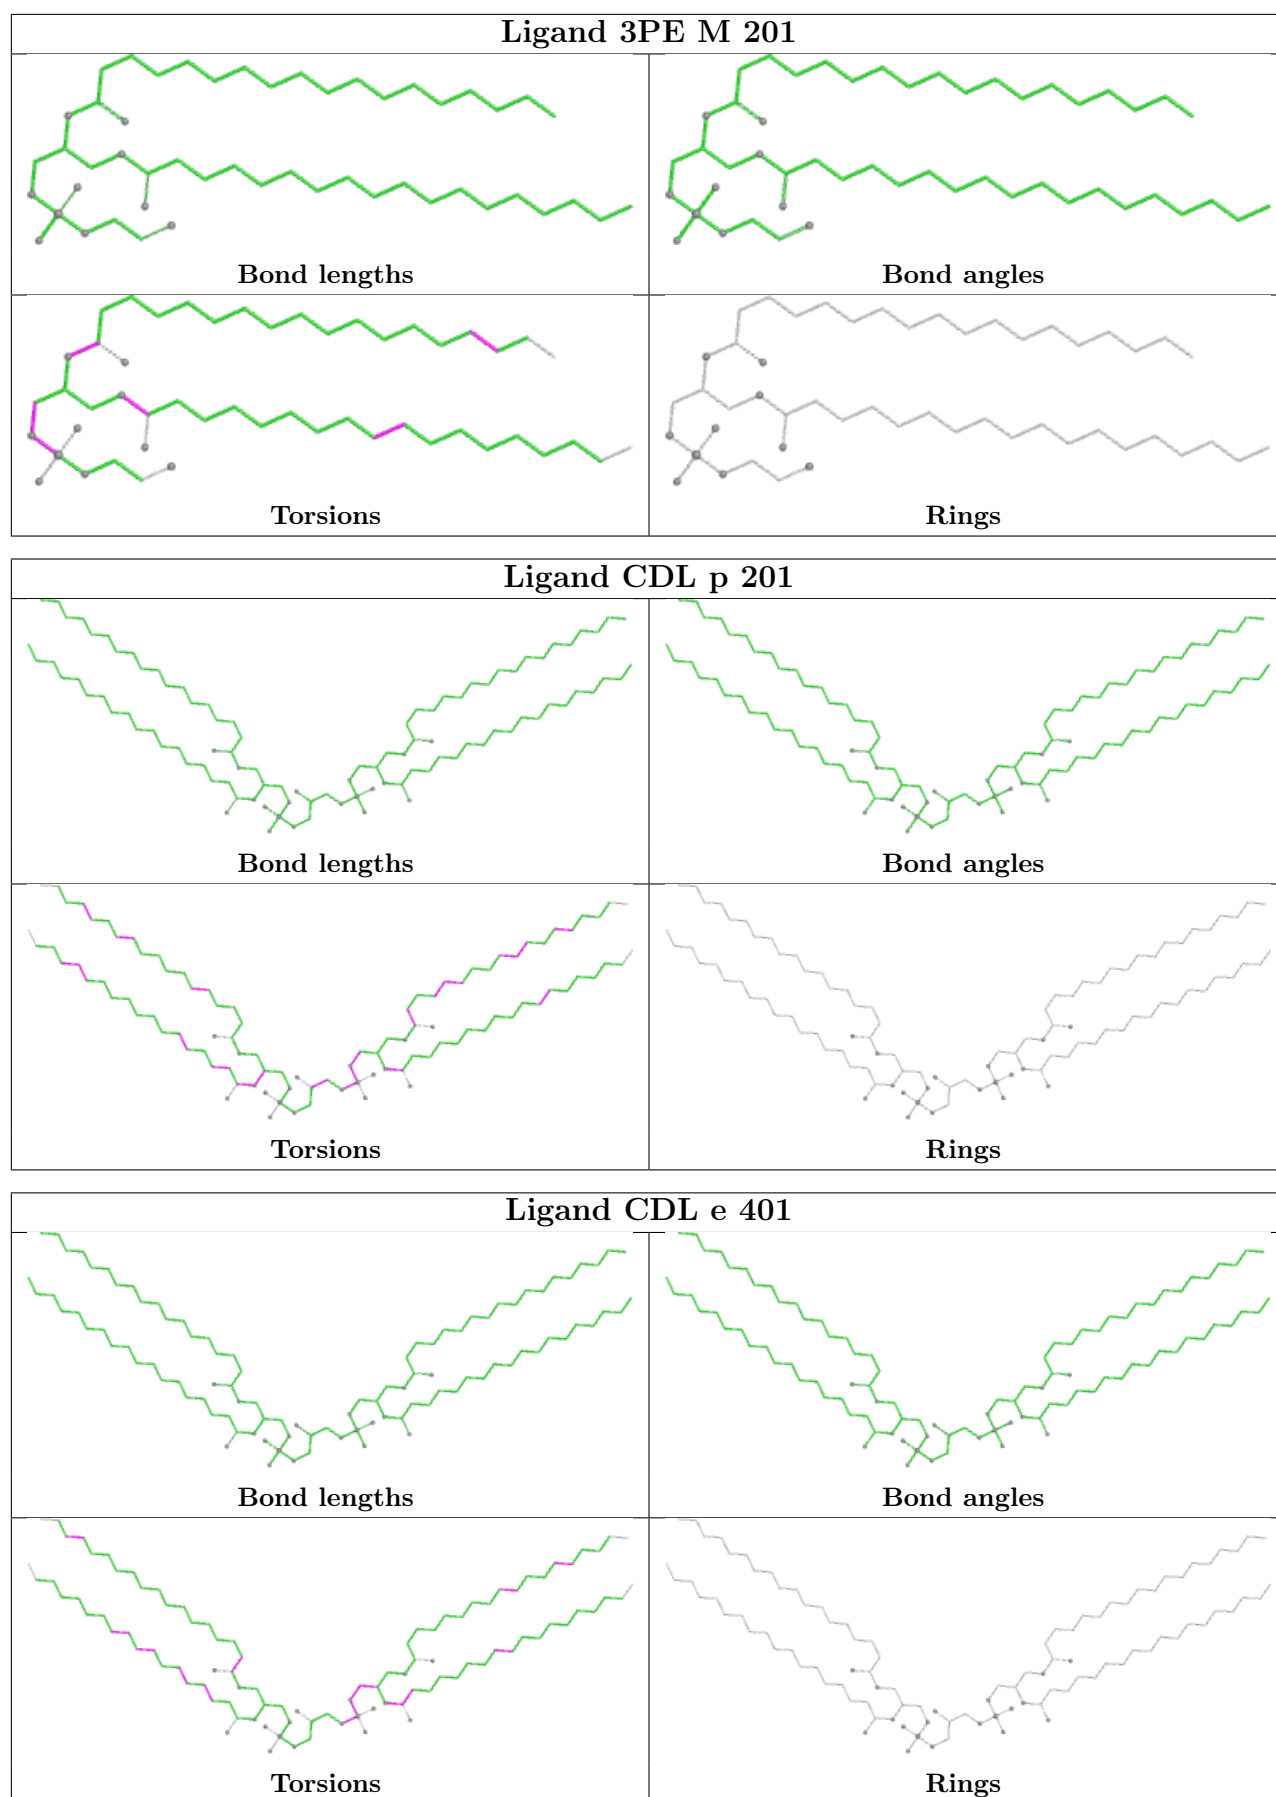 Ligand 3PE M 201
Bond lengths
Bond angles
Torsions
Rings
Ligand CDL p 201
Bond lengths
Bond angles
Torsions
Rings
Ligand CDL e 401
Bond lengths
Bond angles
Torsions
Rings